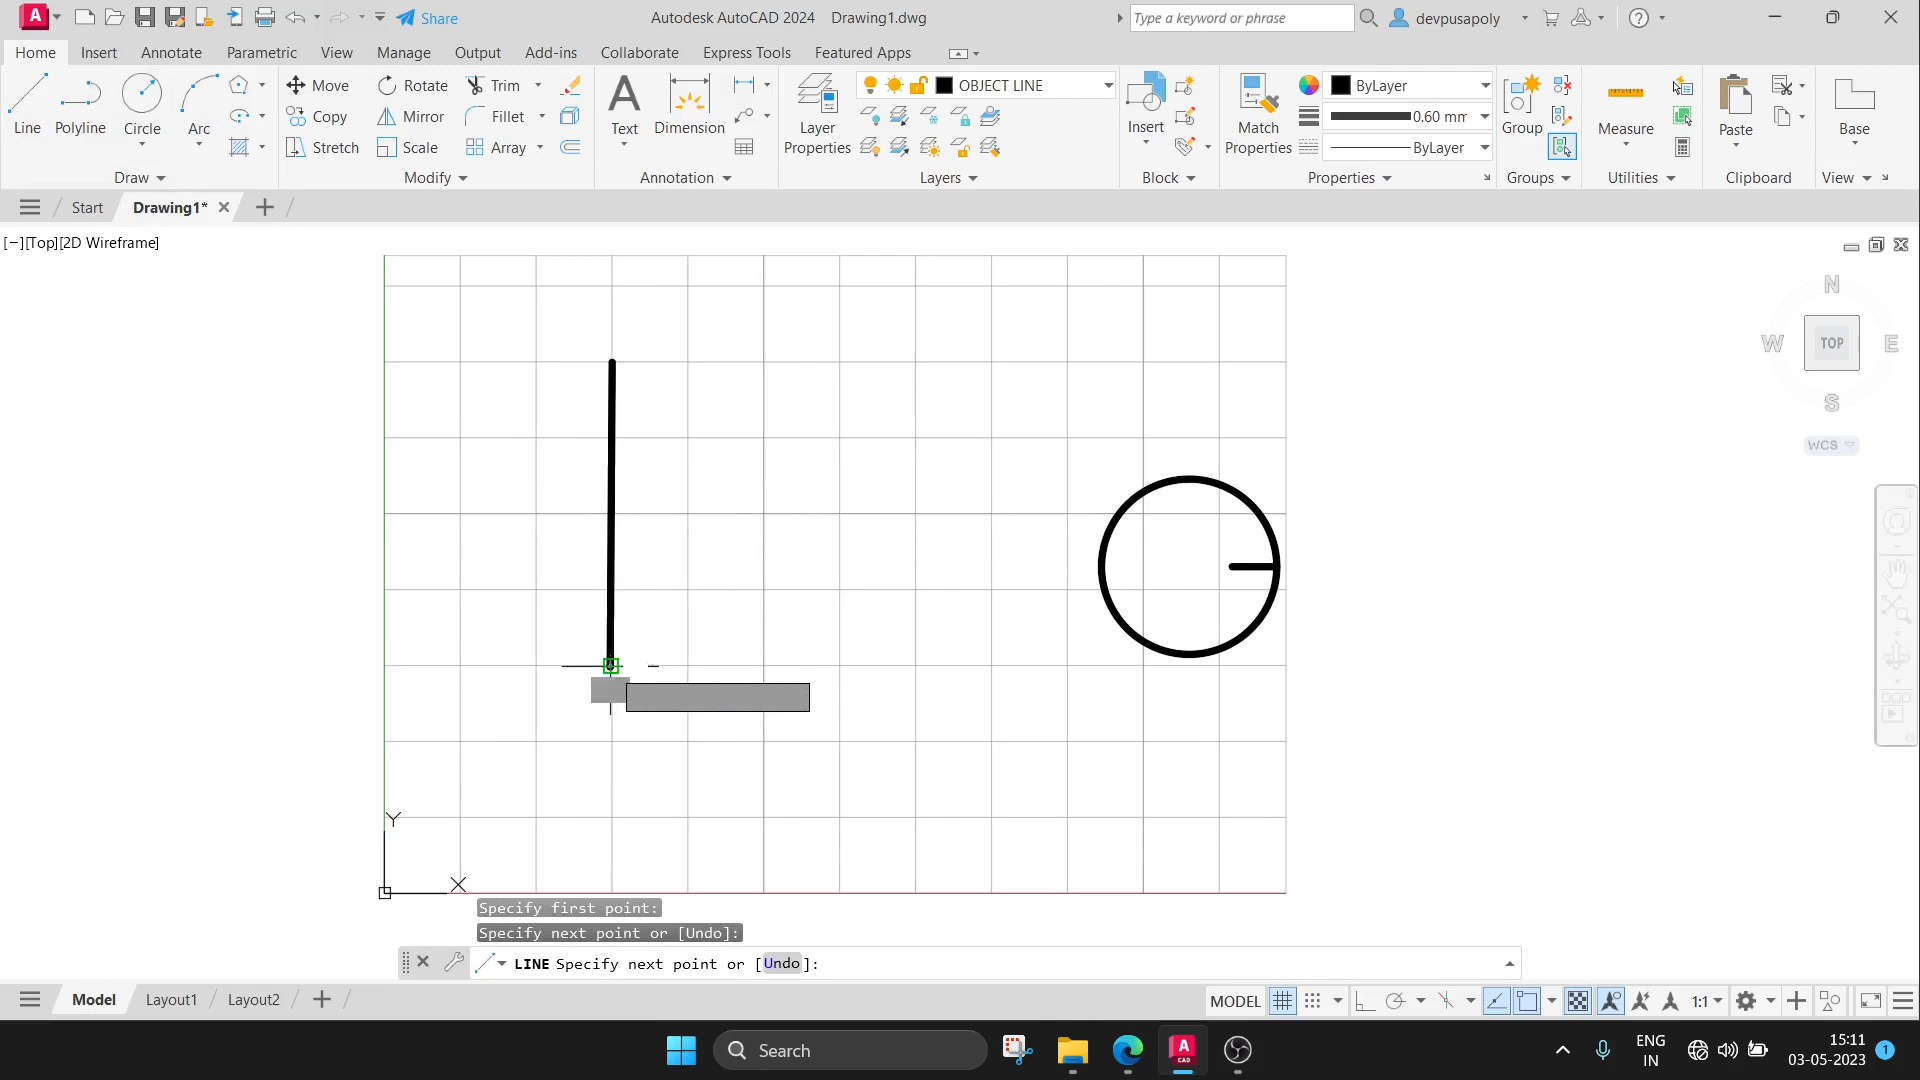 A Share Autodesk AutoCAD 2024 Drawing1.dwg Type a keyword or phrase devpusapoly
Home Insert Annotate Parametric View Manage Output Add-ins Collaborate Express Tools Featured Apps
Line Polyline Circle Arc
Draw
Move Rotate Trim
Copy Mirror Fillet
Stretch Scale Array
Modify
Text Dimension
Annotation
Layer Properties
OBJECT LINE
Layers
Insert
Block
Match Properties
ByLayer
0.60 mm
ByLayer
Properties
Group
Groups
Measure
Utilities
Paste
Clipboard
Base
View
Start Drawing1*
[−][Top][2D Wireframe]
N
W TOP E
S
WCS
Y
X
Specify first point:
Specify next point or [Undo]:
LINE Specify next point or [Undo]:
Model Layout1 Layout2 MODEL 1:1
Search A CAD ENG IN 15:11 1
03-05-2023